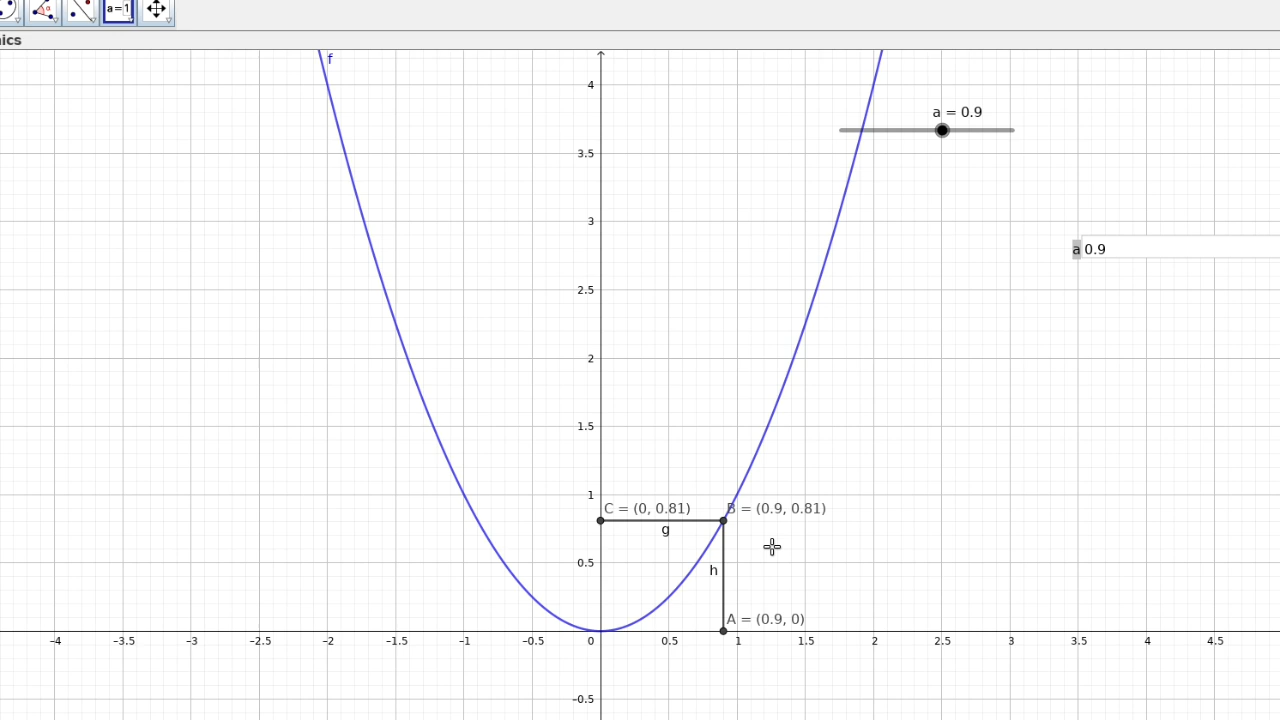 a=1
ics
f
4
a = 0.9
3.5
3
a 0.9
2.5
2
1.5
1
C = (0, 0.81)
B = (0.9, 0.81)
g
0.5
h
A = (0.9, 0)
–4 –3.5 –3 –2.5 –2 –1.5 –1 –0.5 0 0.5 1 1.5 2 2.5 3 3.5 4 4.5
–0.5